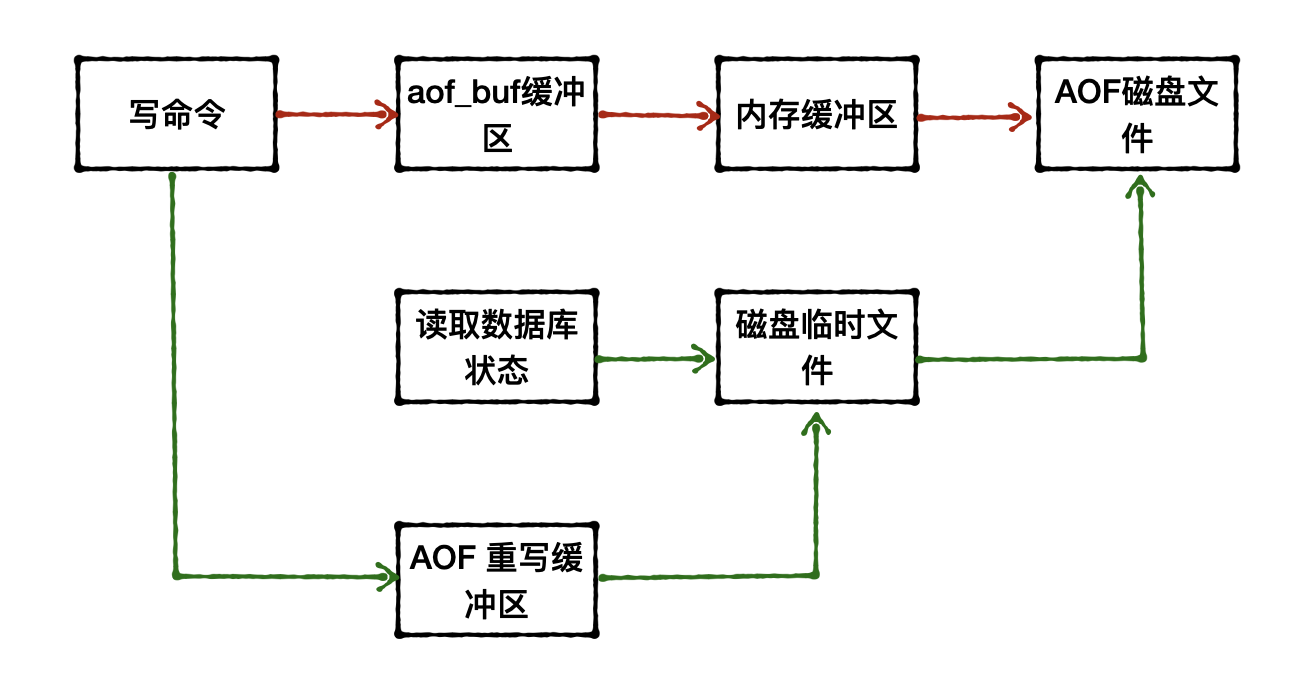 写命令
aof_buf缓冲
区
内存缓冲区
AOF磁盘文
件
读取数据库
状态
磁盘临时文
件
AOF 重写缓
冲区